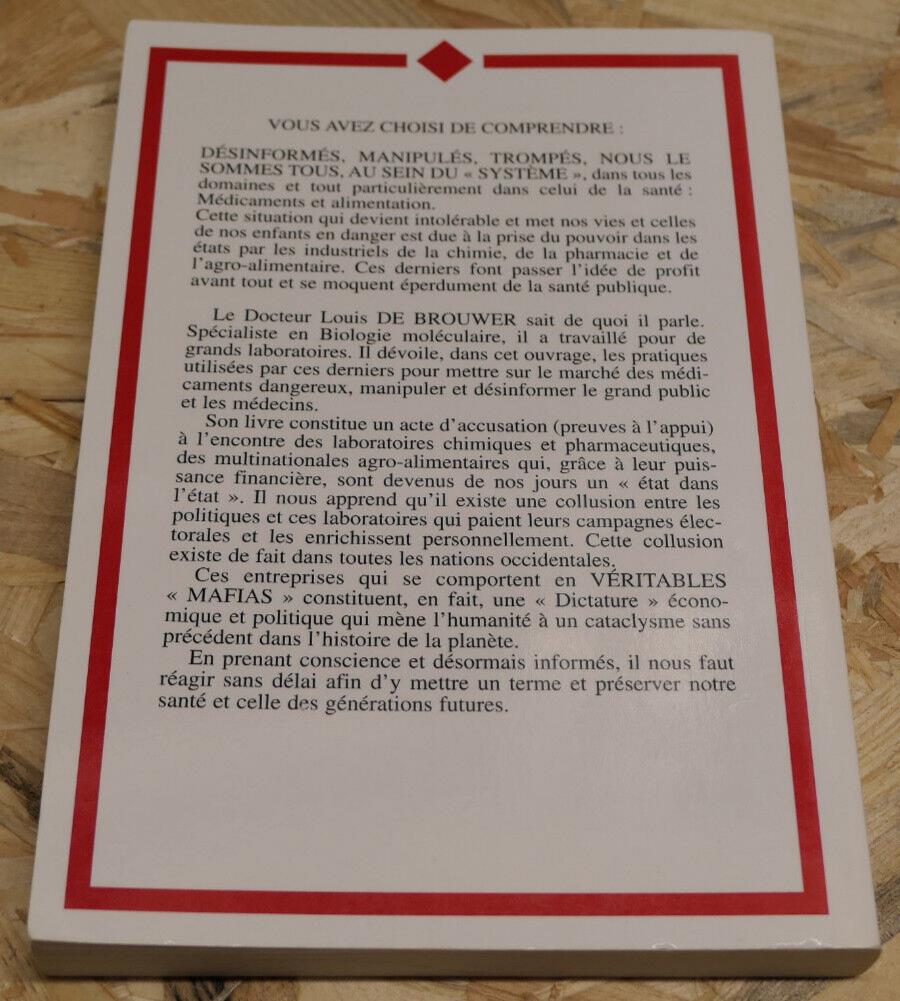 VOUS AVEZ CHOISI DE COMPRENDRE :
DÉSINFORMÉS, MANIPULÉS, TROMPÉS, NOUS LE
SOMMES TOUS, AU SEIN DU « SYSTÈME », dans tous les
domaines et tout particulièrement dans celui de la santé :
Médicaments et alimentation.
Cette situation qui devient intolérable et met nos vies et celles
de nos enfants en danger est due à la prise du pouvoir dans les
états par les industriels de la chimie, de la pharmacie et de
l'agro-alimentaire. Ces derniers font passer l'idée de profit
avant tout et se moquent éperdument de la santé publique.
Le Docteur Louis DE BROUWER sait de quoi il parle.
Spécialiste en Biologie moléculaire, il a travaillé pour de
grands laboratoires. Il dévoile, dans cet ouvrage, les pratiques
utilisées par ces derniers pour mettre sur le marché des médi-
caments dangereux, manipuler et désinformer le grand public
et les médecins.
Son livre constitue un acte d'accusation (preuves à l'appui)
à l'encontre des laboratoires chimiques et pharmaceutiques,
des multinationales agro-alimentaires qui, grâce à leur puis-
sance financière, sont devenus de nos jours un « état dans
l'état ». Il nous apprend qu'il existe une collusion entre les
politiques et ces laboratoires qui paient leurs campagnes élec-
torales et les enrichissent personnellement. Cette collusion
existe de fait dans toutes les nations occidentales.
Ces entreprises qui se comportent en VÉRITABLES
« MAFIAS » constituent, en fait, une « Dictature » écono-
mique et politique qui mène l'humanité à un cataclysme sans
précédent dans l'histoire de la planète.
En prenant conscience et désormais informés, il nous faut
réagir sans délai afin d'y mettre un terme et préserver notre
santé et celle des générations futures.